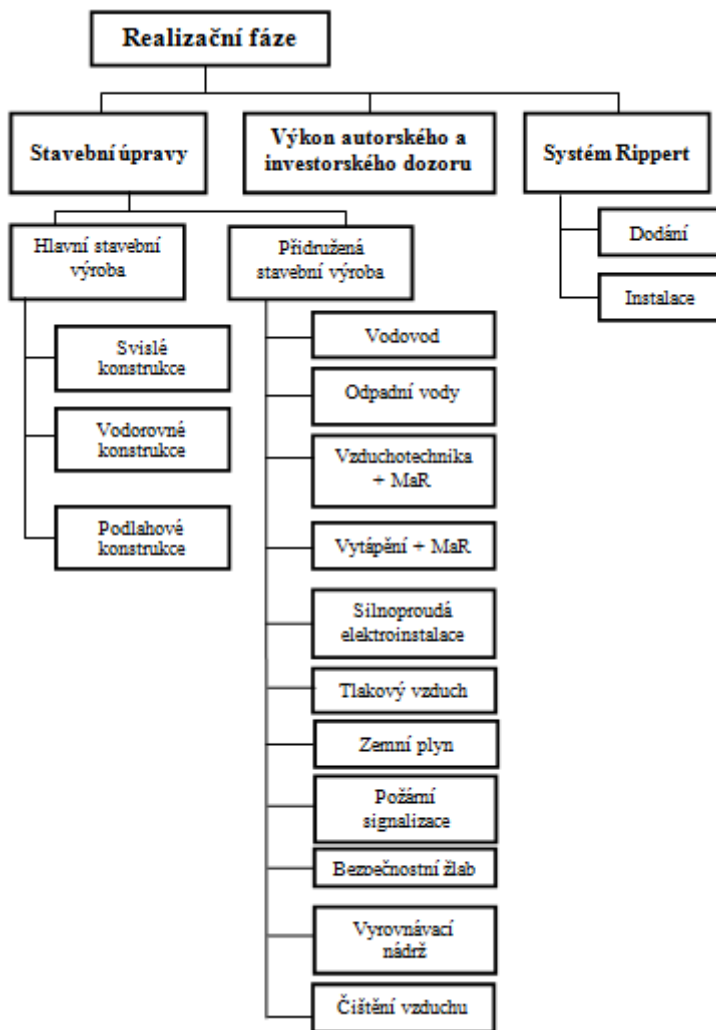 Realizační fáze
Stavební úpravy
Výkon autorského a
investorského dozoru
Systém Rippert
Hlavní stavební
výroba
Přidružená
stavební výroba
Dodání
Instalace
Svislé
konstrukce
Vodorovné
konstrukce
Podlahové
konstrukce
Vodovod
Odpadní vody
Vzduchotechnika
+ MaR
Vytápění + MaR
Silnoproudá
elektroinstalace
Tlakový vzduch
Zemní plyn
Požární
signalizace
Bezpečnostní žlab
Vyrovnávací
nádrž
Čištění vzduchu